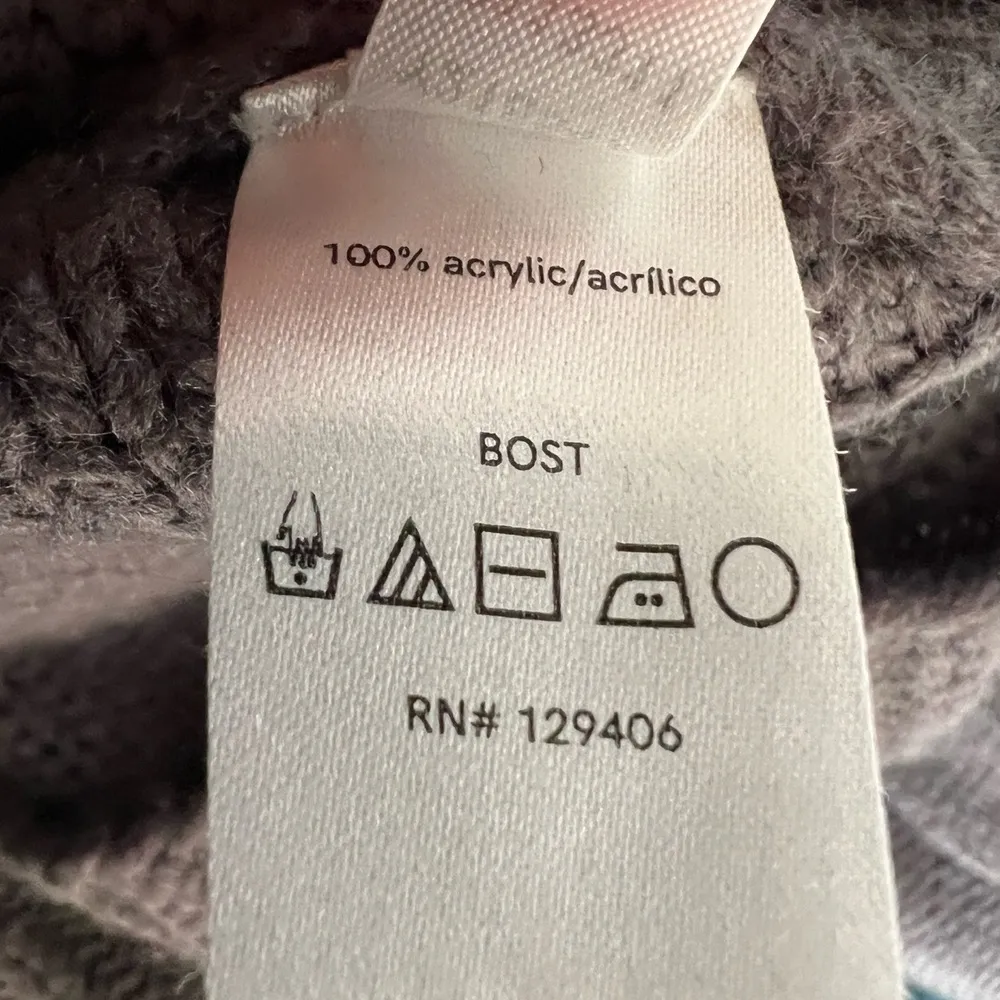 100% acrylic/acrílico
BOST
RN# 129406